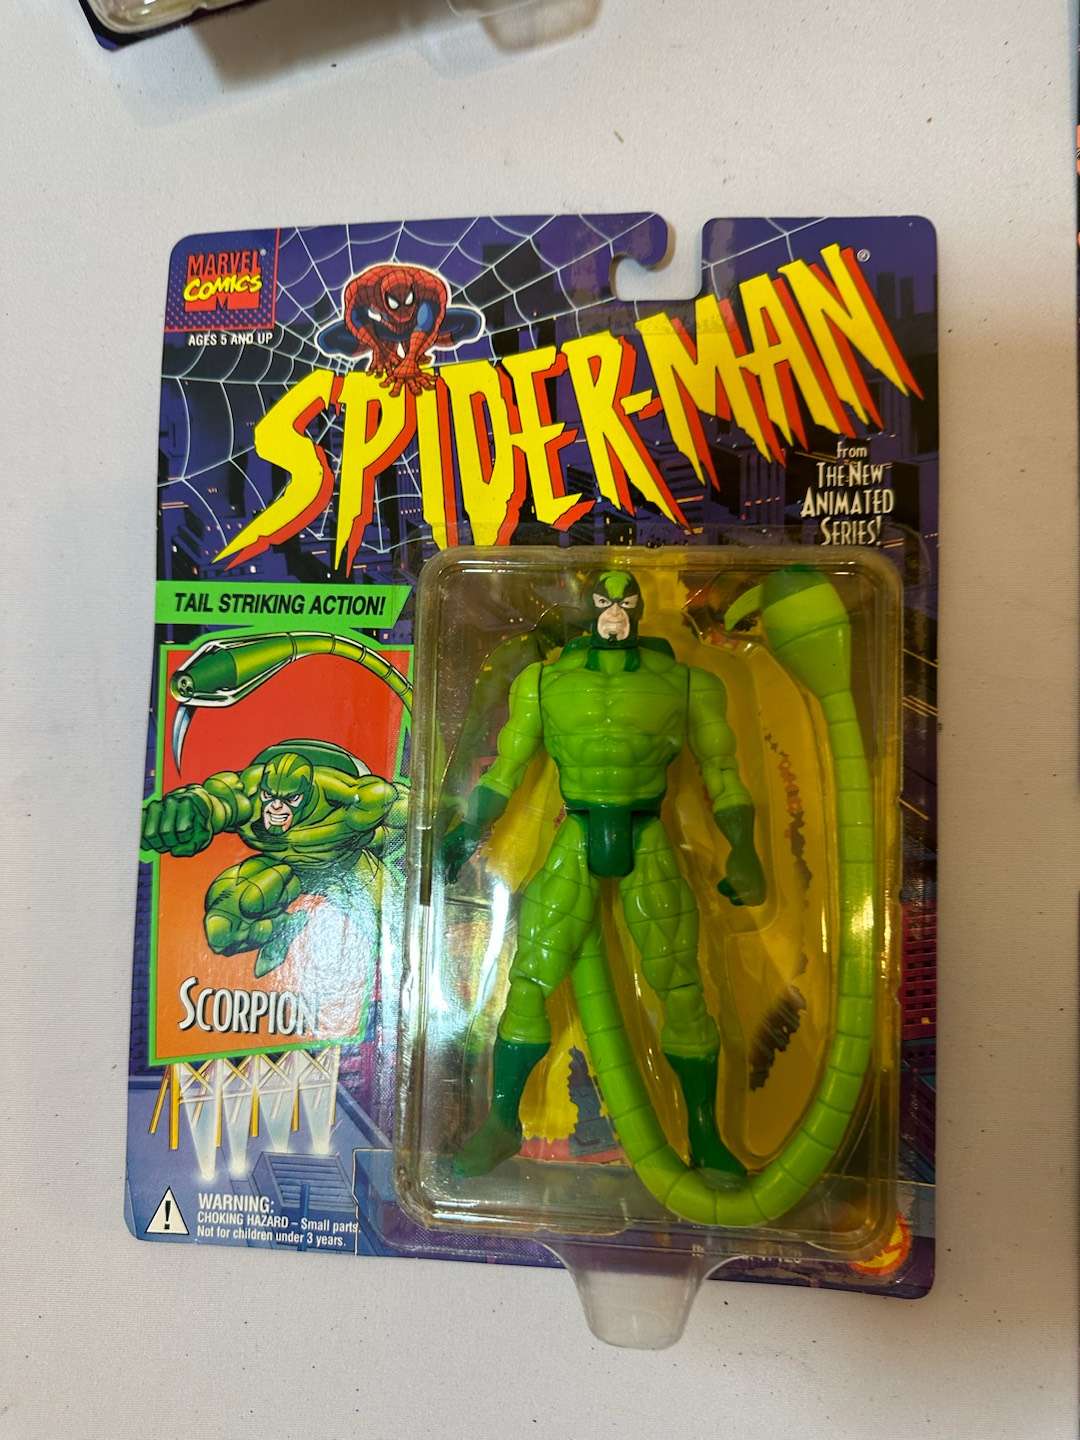 MARVEL®
COMICS
M
AGES 5 AND UP
SPIDER-MAN®
From
THE NEW
ANIMATED
SERIES!
TAIL STRIKING ACTION!
SCORPION
WARNING:
CHOKING HAZARD – Small parts.
Not for children under 3 years.